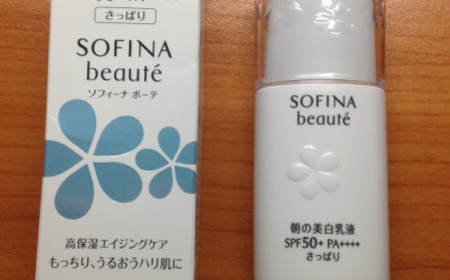 さっぱり
SOFINA
beauté
ソフィーナ ボーテ
高保湿エイジングケア
もっちり、うるおうハリ肌に
SOFINA
beauté
朝の美白乳液
SPF50+ PA++++
さっぱり